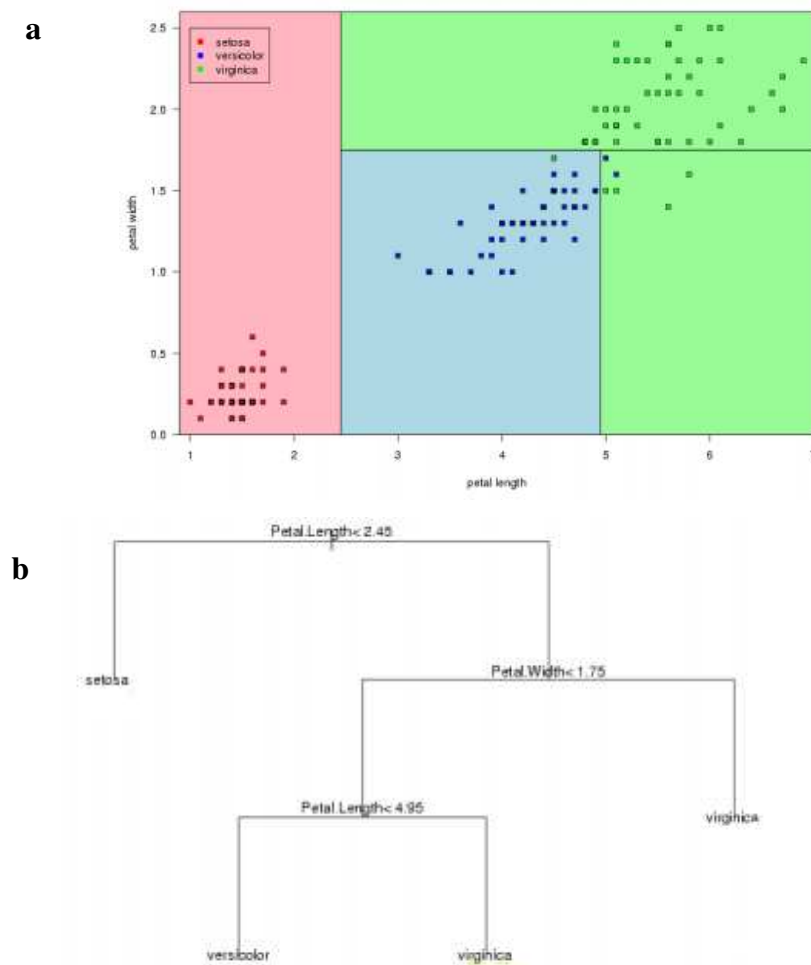 a
2.5
setosa
versicolor
virginica
2.0
1.5
petal width
1.0
0.5
0.0
1 2 3 4 5 6 7
petal length
b
Petal.Length< 2.45
setosa
Petal.Width< 1.75
Petal.Length< 4.95
virginica
versicolor
virginica